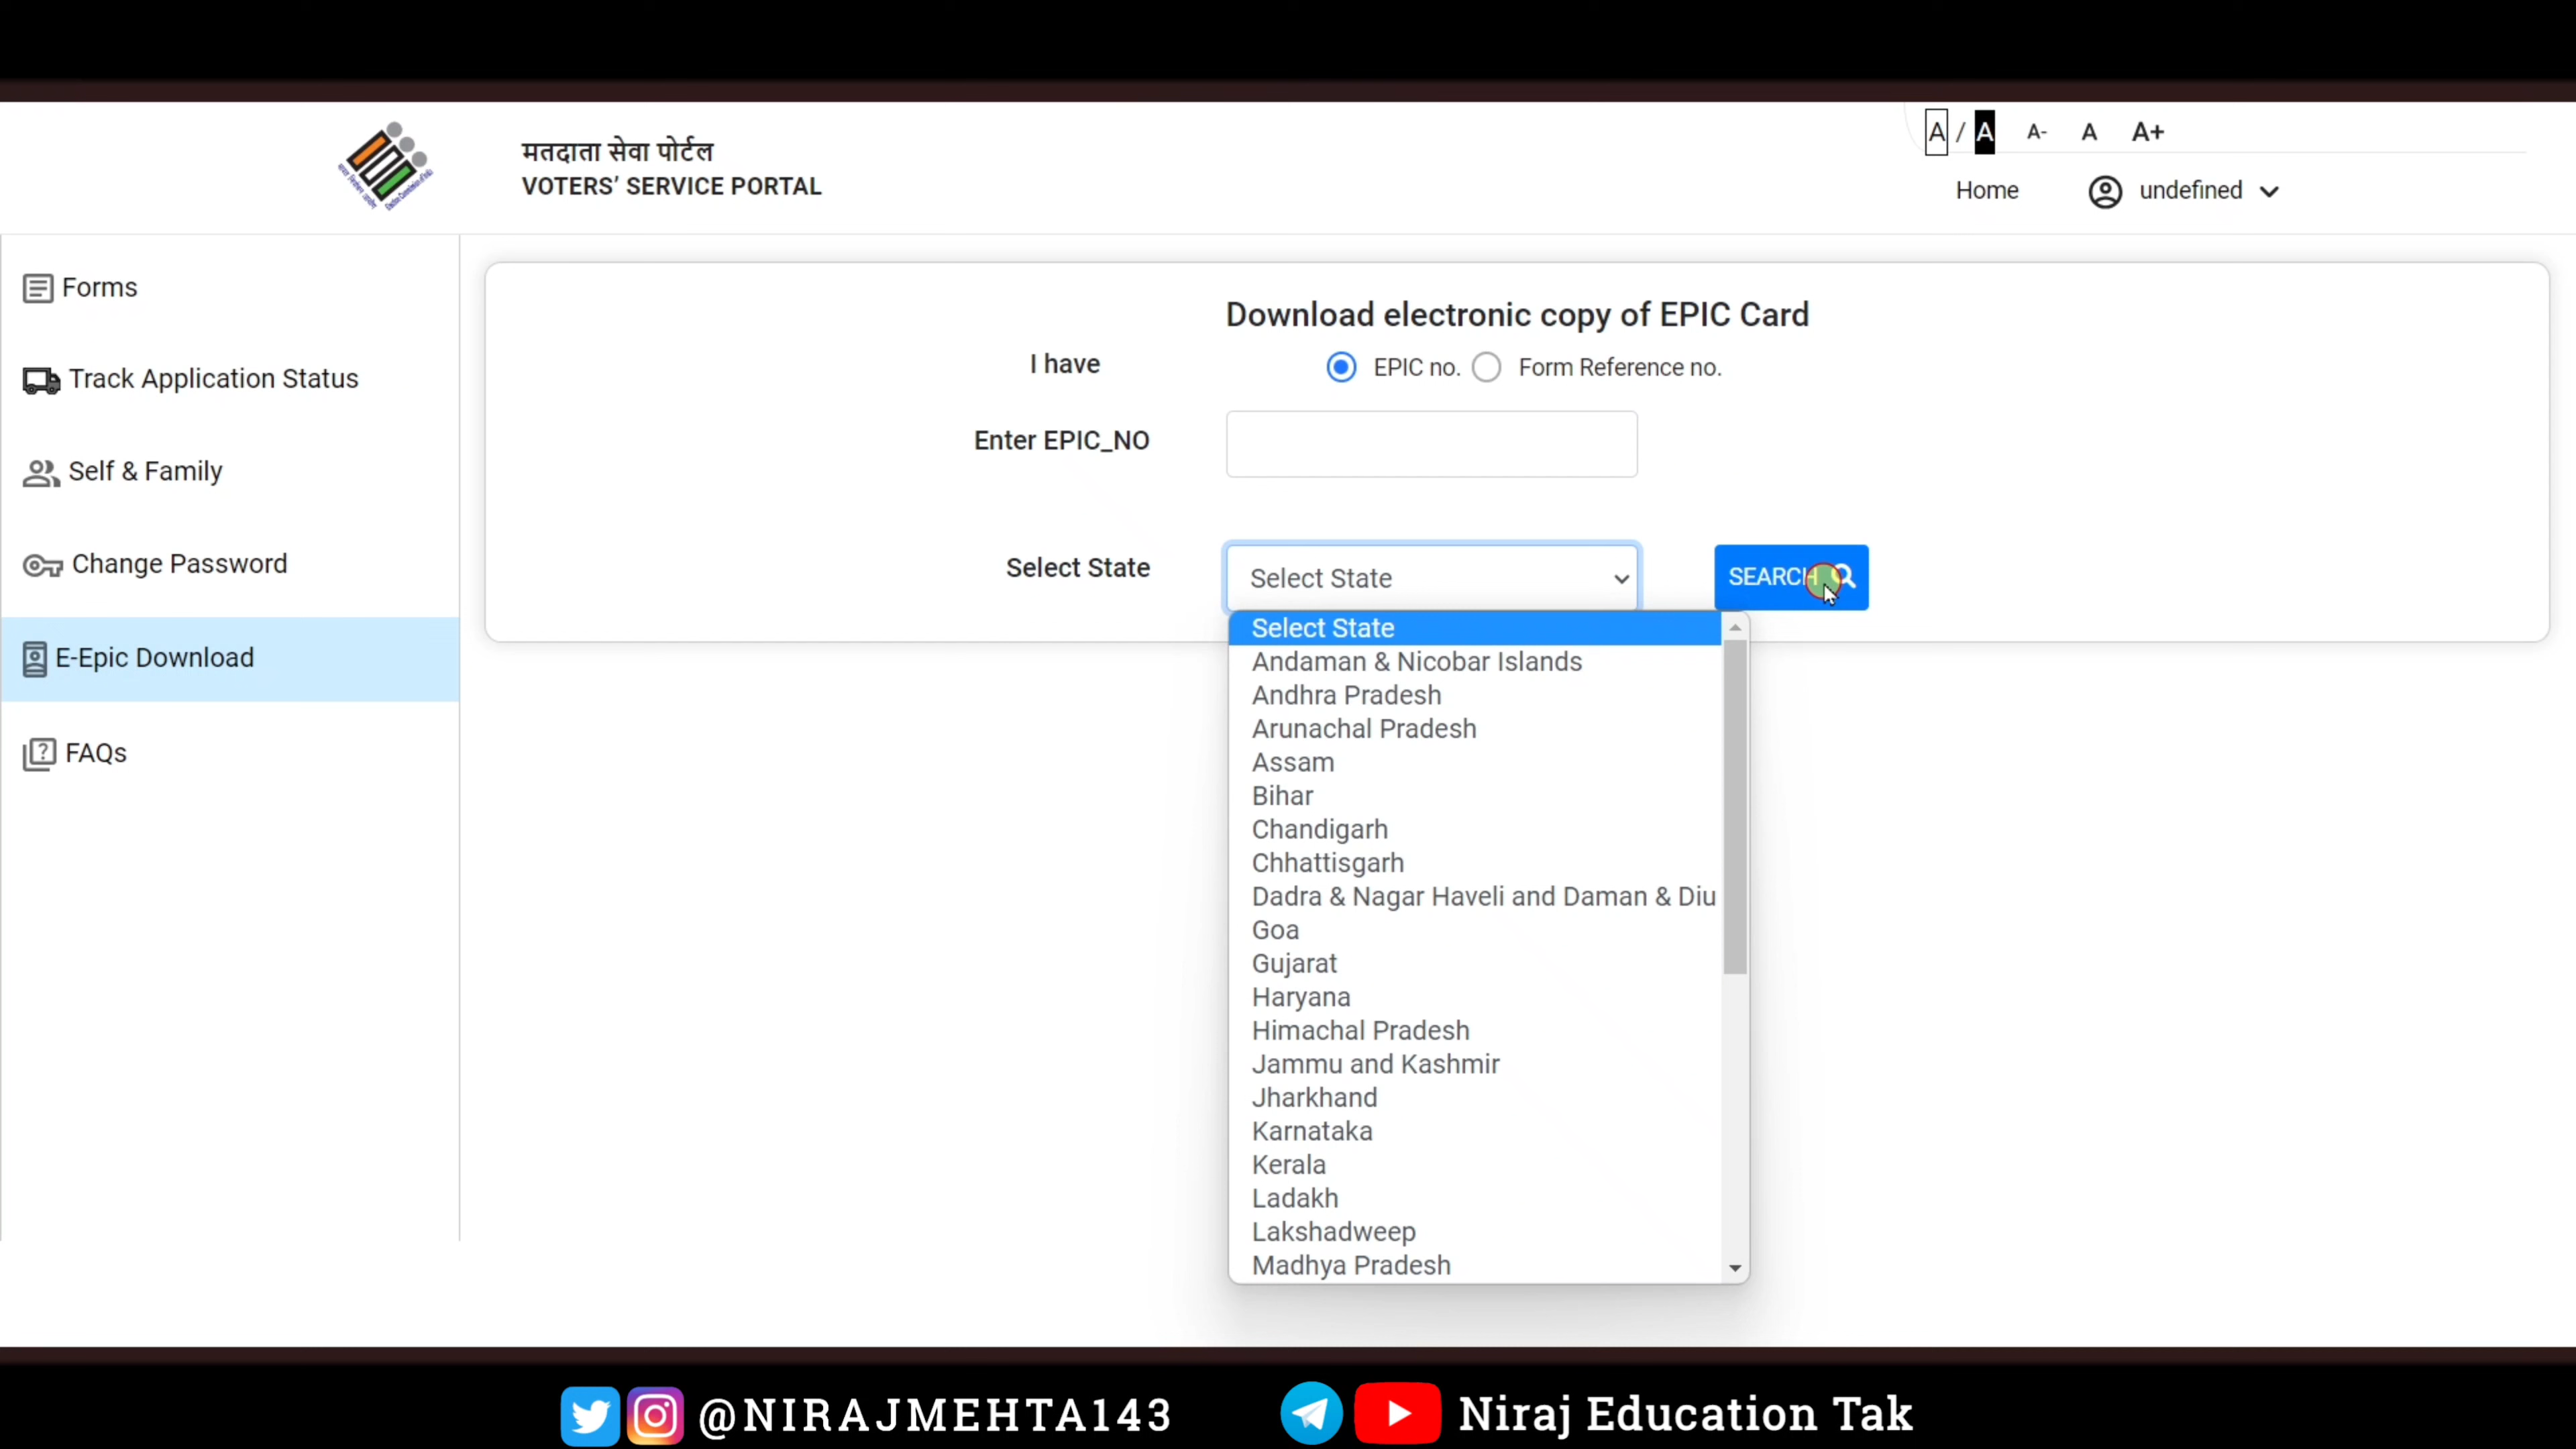 मतदाता सेवा पोर्टल
VOTERS' SERVICE PORTAL
A / A A- A A+
Home undefined
Forms
Track Application Status
Self & Family
Change Password
E-Epic Download
FAQs
Download electronic copy of EPIC Card
I have EPIC no. Form Reference no.
Enter EPIC_NO
Select State Select State SEARCH
Select State
Andaman & Nicobar Islands
Andhra Pradesh
Arunachal Pradesh
Assam
Bihar
Chandigarh
Chhattisgarh
Dadra & Nagar Haveli and Daman & Diu
Goa
Gujarat
Haryana
Himachal Pradesh
Jammu and Kashmir
Jharkhand
Karnataka
Kerala
Ladakh
Lakshadweep
Madhya Pradesh
@NIRAJMEHTA143 Niraj Education Tak